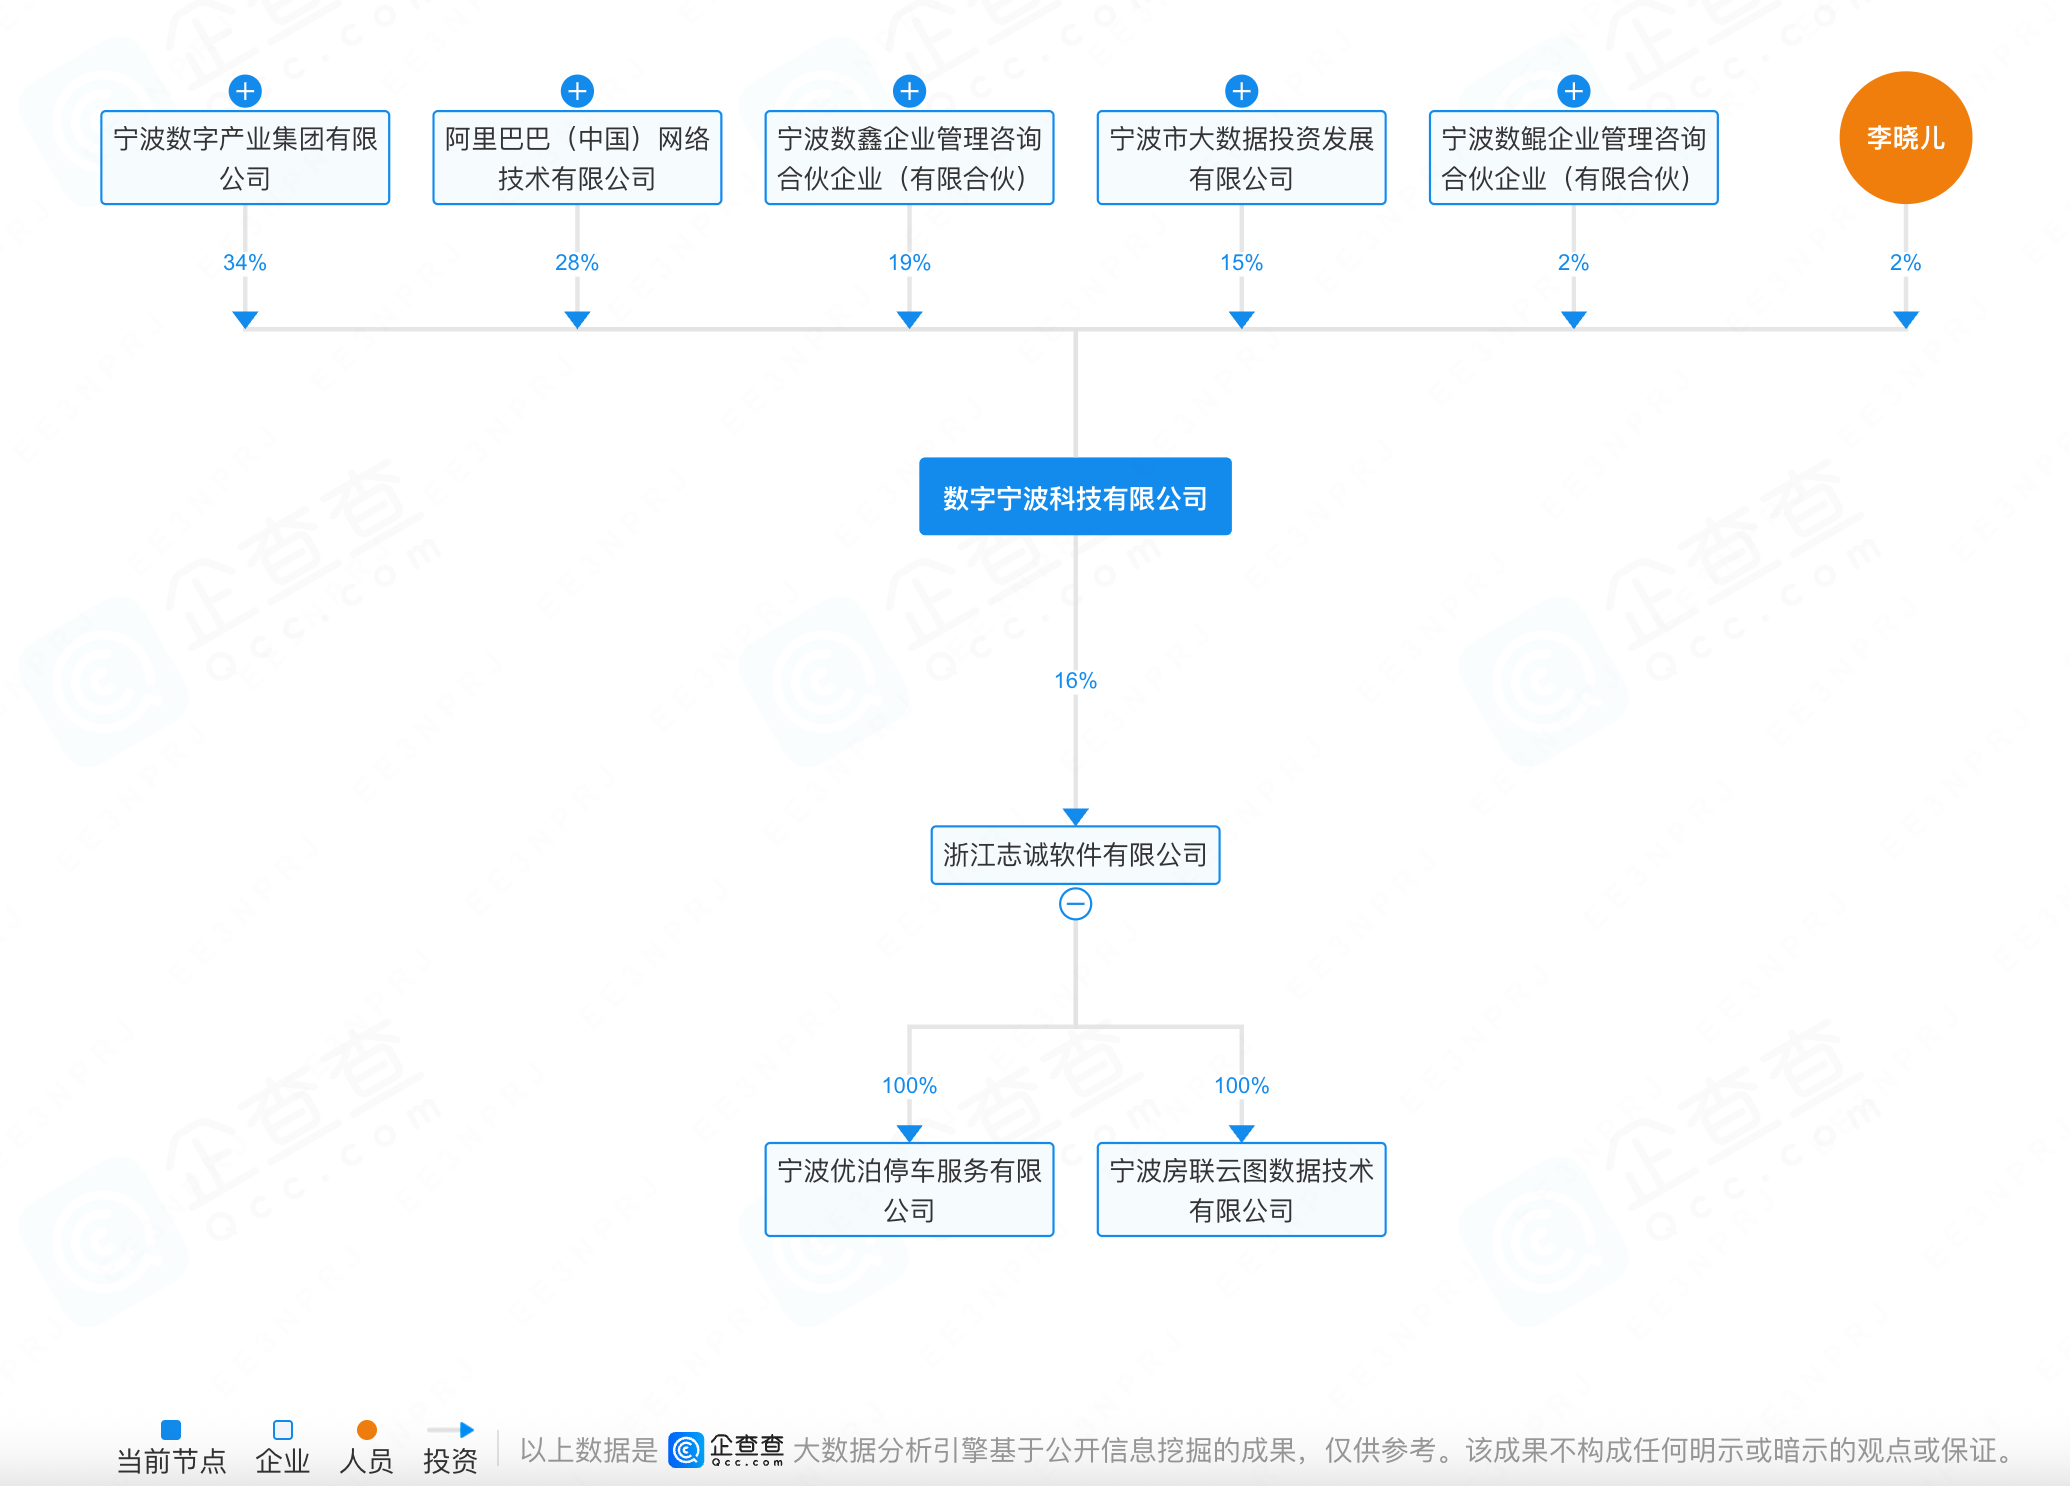 宁波数字产业集团有限
公司
阿里巴巴（中国）网络
技术有限公司
宁波数鑫企业管理咨询
合伙企业（有限合伙）
宁波市大数据投资发展
有限公司
宁波数鲲企业管理咨询
合伙企业（有限合伙）
李晓儿
34%
28%
19%
15%
2%
2%
数字宁波科技有限公司
16%
浙江志诚软件有限公司
100%
100%
宁波优泊停车服务有限
公司
宁波房联云图数据技术
有限公司
当前节点
企业
人员
投资
以上数据是 企查查 Qcc.com 大数据分析引擎基于公开信息挖掘的成果，仅供参考。该成果不构成任何明示或暗示的观点或保证。